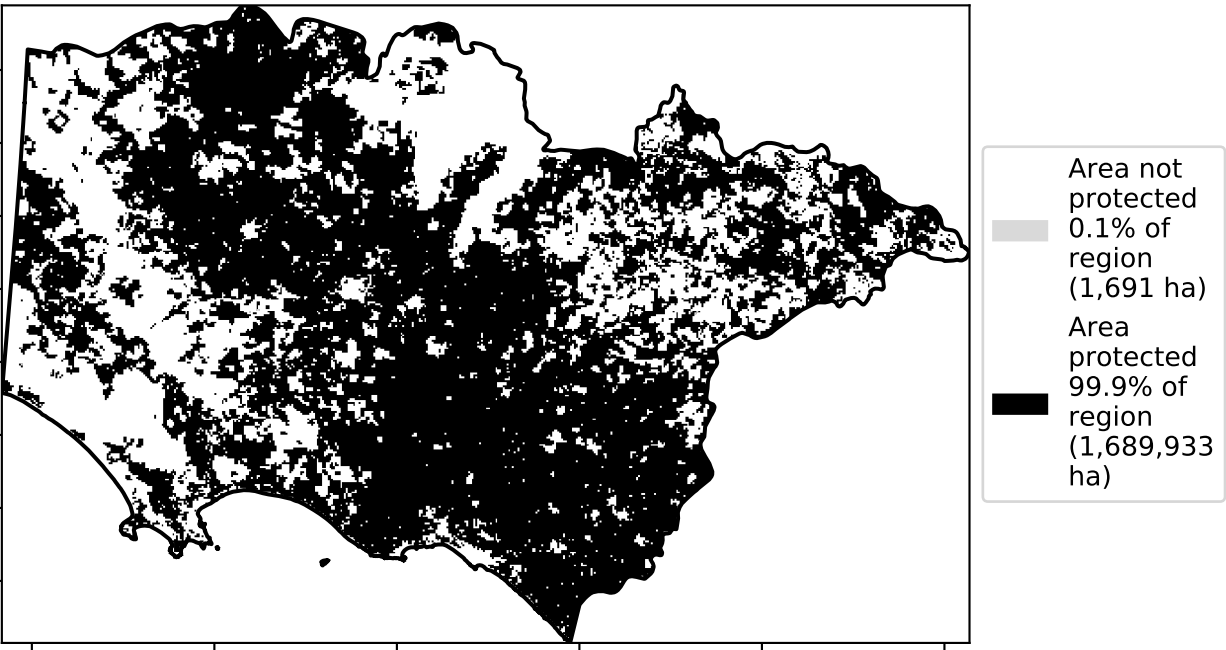 Area not
protected
0.1% of
region
(1,691 ha)
Area
protected
99.9% of
region
(1,689,933
ha)